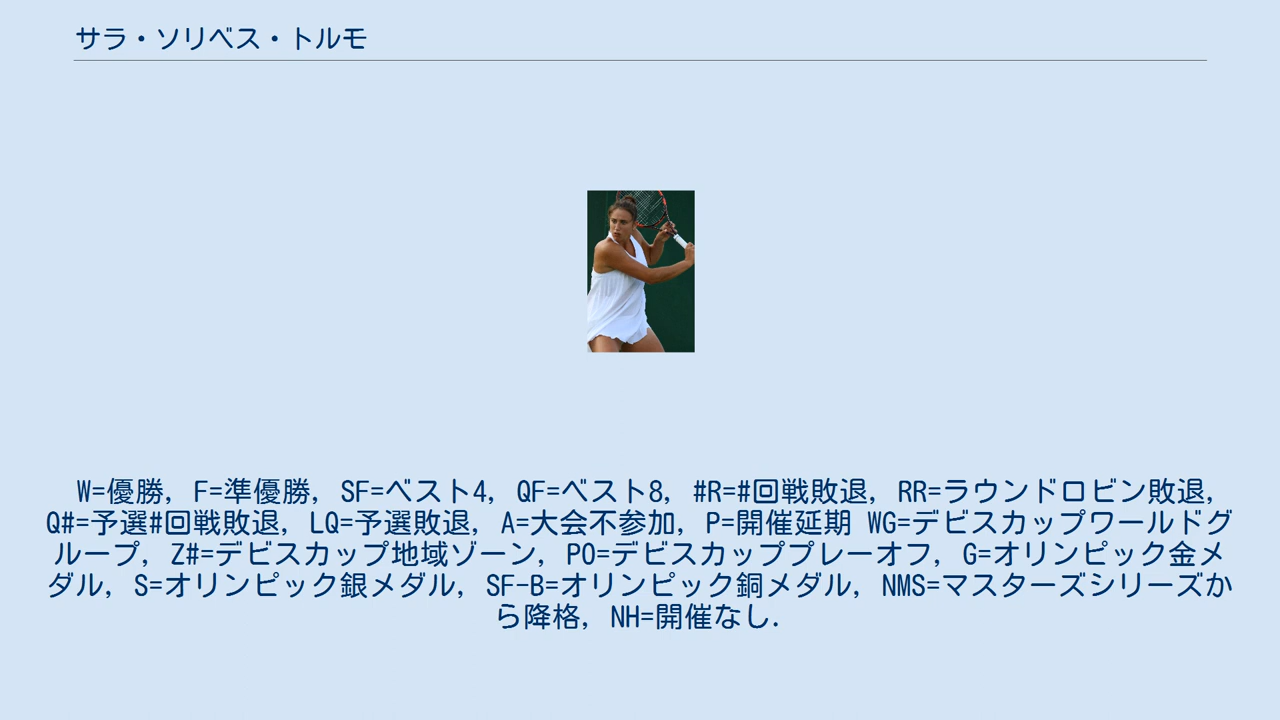 サラ・ソリベス・トルモ
W=優勝, F=準優勝, SF=ベスト4, QF=ベスト8, #R=#回戦敗退, RR=ラウンドロビン敗退,
Q#=予選#回戦敗退, LQ=予選敗退, A=大会不参加, P=開催延期 WG=デビスカップワールドグ
ループ, Z#=デビスカップ地域ゾーン, PO=デビスカッププレーオフ, G=オリンピック金メ
ダル, S=オリンピック銀メダル, SF-B=オリンピック銅メダル, NMS=マスターズシリーズか
ら降格, NH=開催なし.